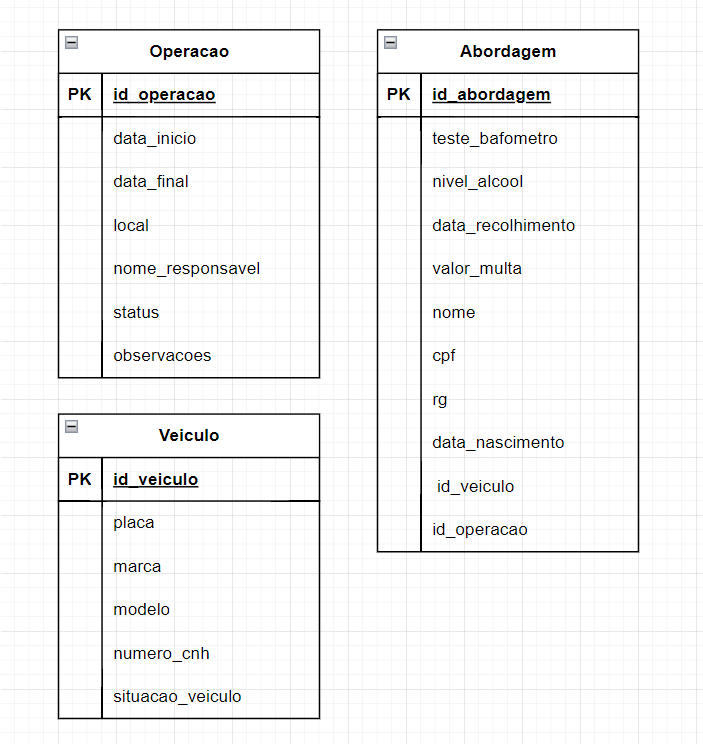 Operacao
PK id_operacao
data_inicio
data_final
local
nome_responsavel
status
observacoes
Abordagem
PK id_abordagem
teste_bafometro
nivel_alcool
data_recolhimento
valor_multa
nome
cpf
rg
data_nascimento
id_veiculo
id_operacao
Veiculo
PK id_veiculo
placa
marca
modelo
numero_cnh
situacao_veiculo